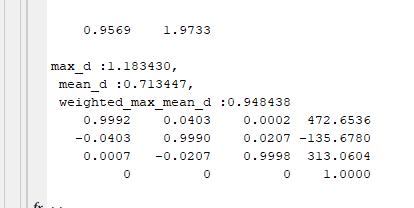 0.9569 1.9733
max_d :1.183430,
mean_d :0.713447,
weighted_max_mean_d :0.948438
0.9992 0.0403 0.0002 472.6536
-0.0403 0.9990 0.0207 -135.6780
0.0007 -0.0207 0.9998 313.0604
0 0 0 1.0000